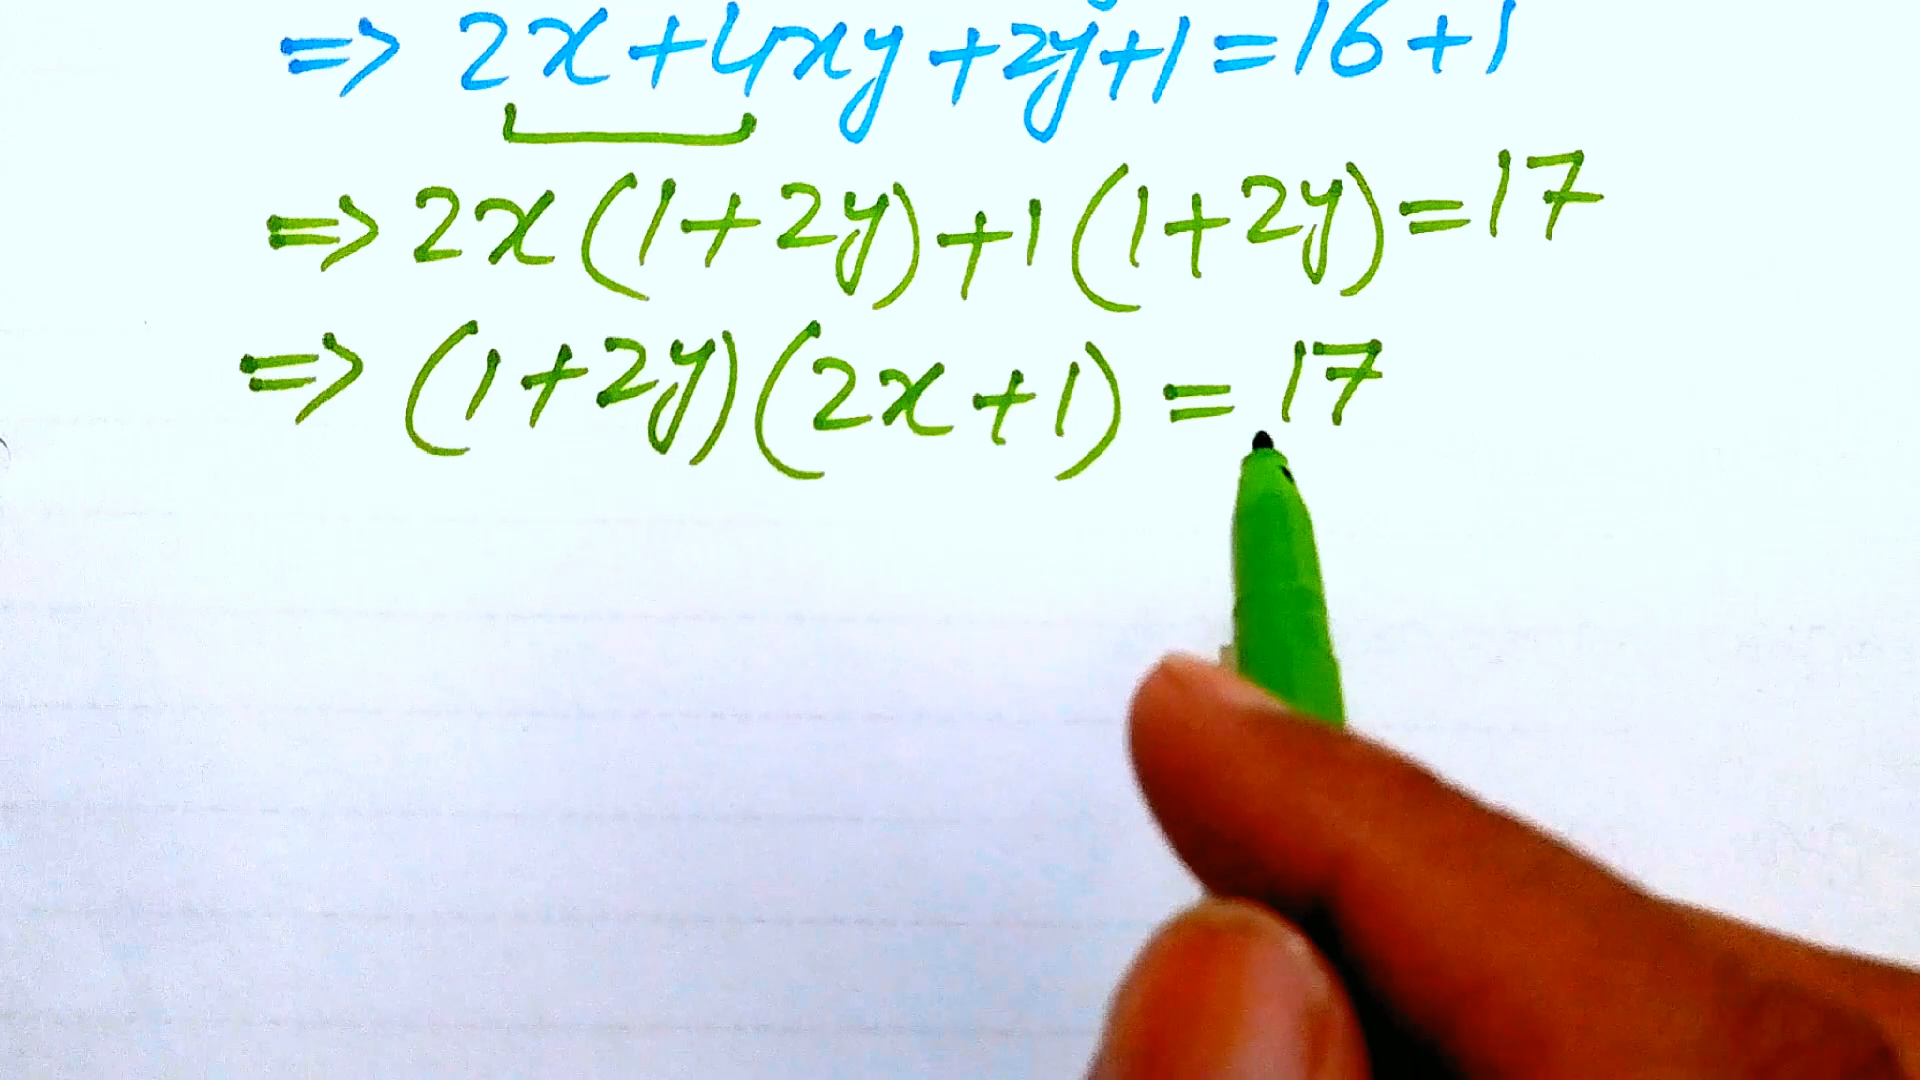 => 2x+4xy+2y+1=16+1
=> 2x(1+2y)+1(1+2y)=17
=> (1+2y)(2x+1)=17